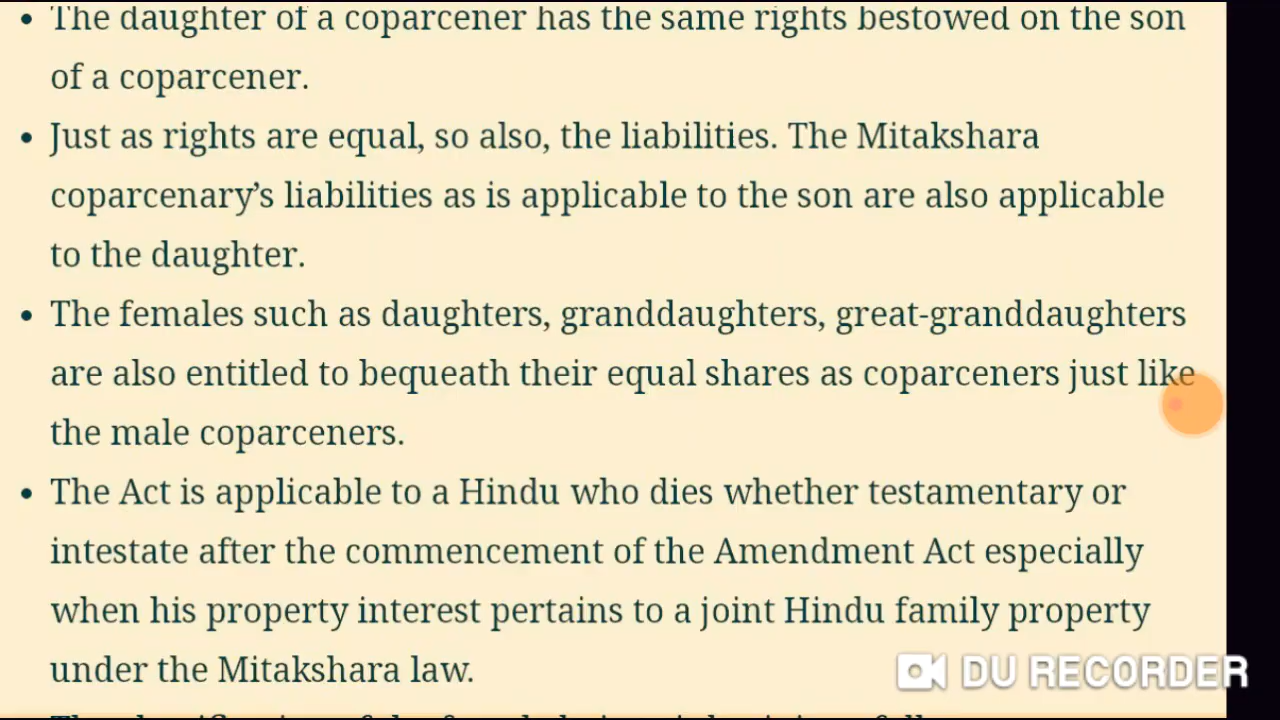 • The daughter of a coparcener has the same rights bestowed on the son
of a coparcener.
• Just as rights are equal, so also, the liabilities. The Mitakshara
coparcenary’s liabilities as is applicable to the son are also applicable
to the daughter.
• The females such as daughters, granddaughters, great-granddaughters
are also entitled to bequeath their equal shares as coparceners just like
the male coparceners.
• The Act is applicable to a Hindu who dies whether testamentary or
intestate after the commencement of the Amendment Act especially
when his property interest pertains to a joint Hindu family property
under the Mitakshara law.
DU RECORDER